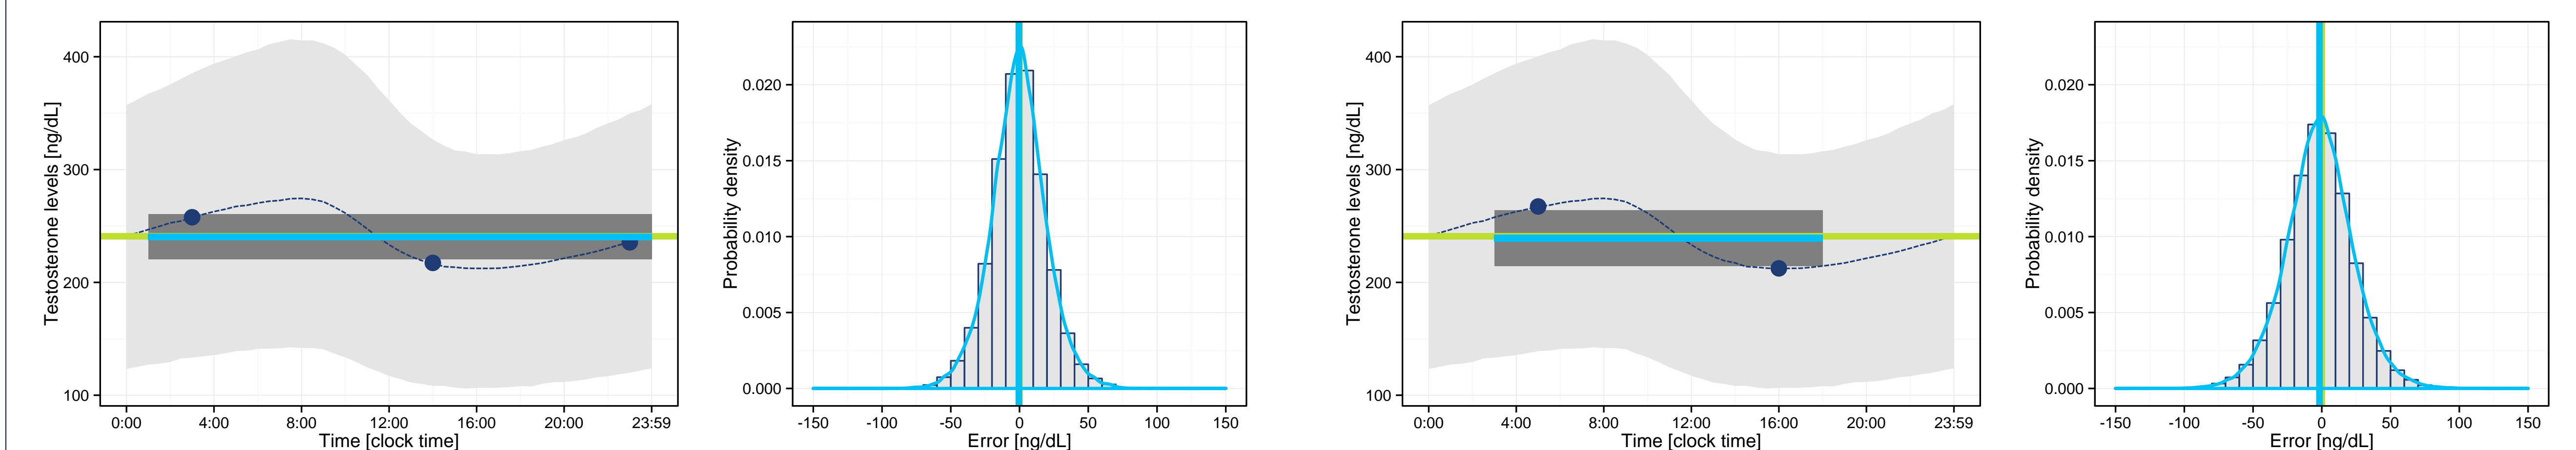 Testosterone levels [ng/dL]
400
300
200
100
0:00 4:00 8:00 12:00 16:00 20:00 23:59
Time [clock time]
Probability density
0.020
0.015
0.010
0.005
0.000
-150 -100 -50 0 50 100 150
Error [ng/dL]
Testosterone levels [ng/dL]
400
300
200
100
0:00 4:00 8:00 12:00 16:00 20:00 23:59
Time [clock time]
Probability density
0.020
0.015
0.010
0.005
0.000
-150 -100 -50 0 50 100 150
Error [ng/dL]